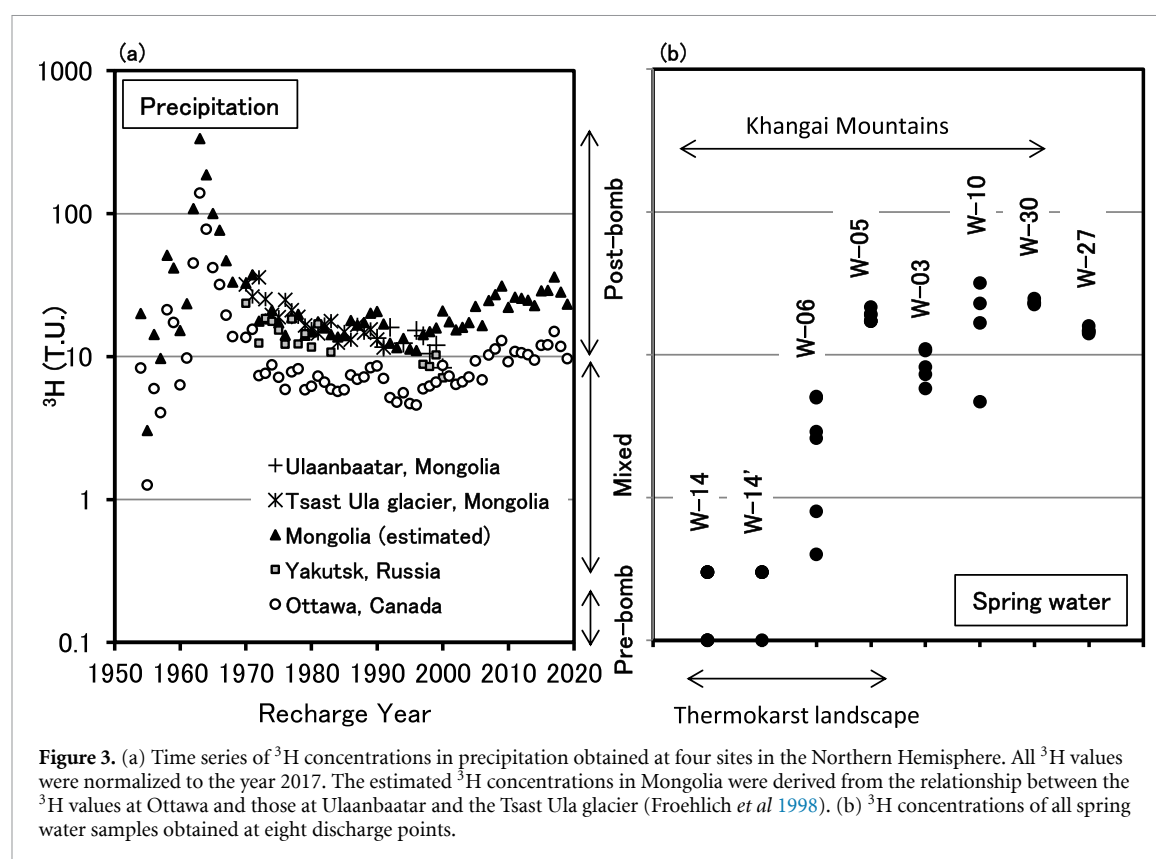 (a)
(b)
1000
100
10
1
0.1
³H (T.U.)
Precipitation
+ Ulaanbaatar, Mongolia
Tsast Ula glacier, Mongolia
▲ Mongolia (estimated)
Yakutsk, Russia
○ Ottawa, Canada
1950 1960 1970 1980 1990 2000 2010 2020
Recharge Year
Post-bomb
Mixed
Pre-bomb
Khangai Mountains
W-14
W-14'
W-06
W-05
W-03
W-10
W-30
W-27
Spring water
Thermokarst landscape
Figure 3. (a) Time series of ³H concentrations in precipitation obtained at four sites in the Northern Hemisphere. All ³H values
were normalized to the year 2017. The estimated ³H concentrations in Mongolia were derived from the relationship between the
³H values at Ottawa and those at Ulaanbaatar and the Tsast Ula glacier (Froehlich et al 1998). (b) ³H concentrations of all spring
water samples obtained at eight discharge points.